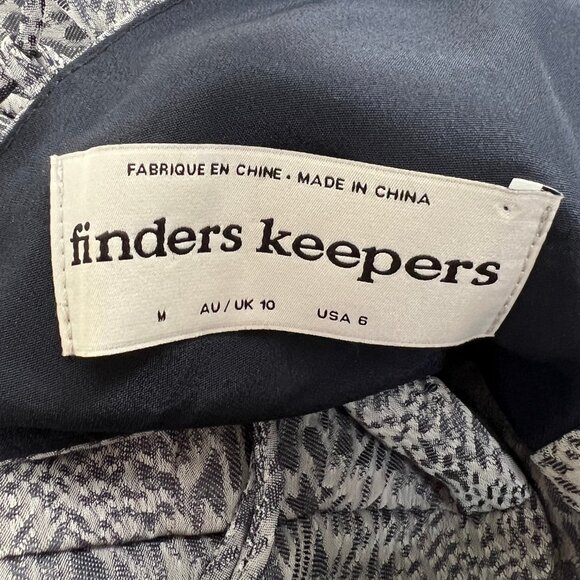 FABRIQUE EN CHINE • MADE IN CHINA
finders keepers
M AU / UK 10 USA 6